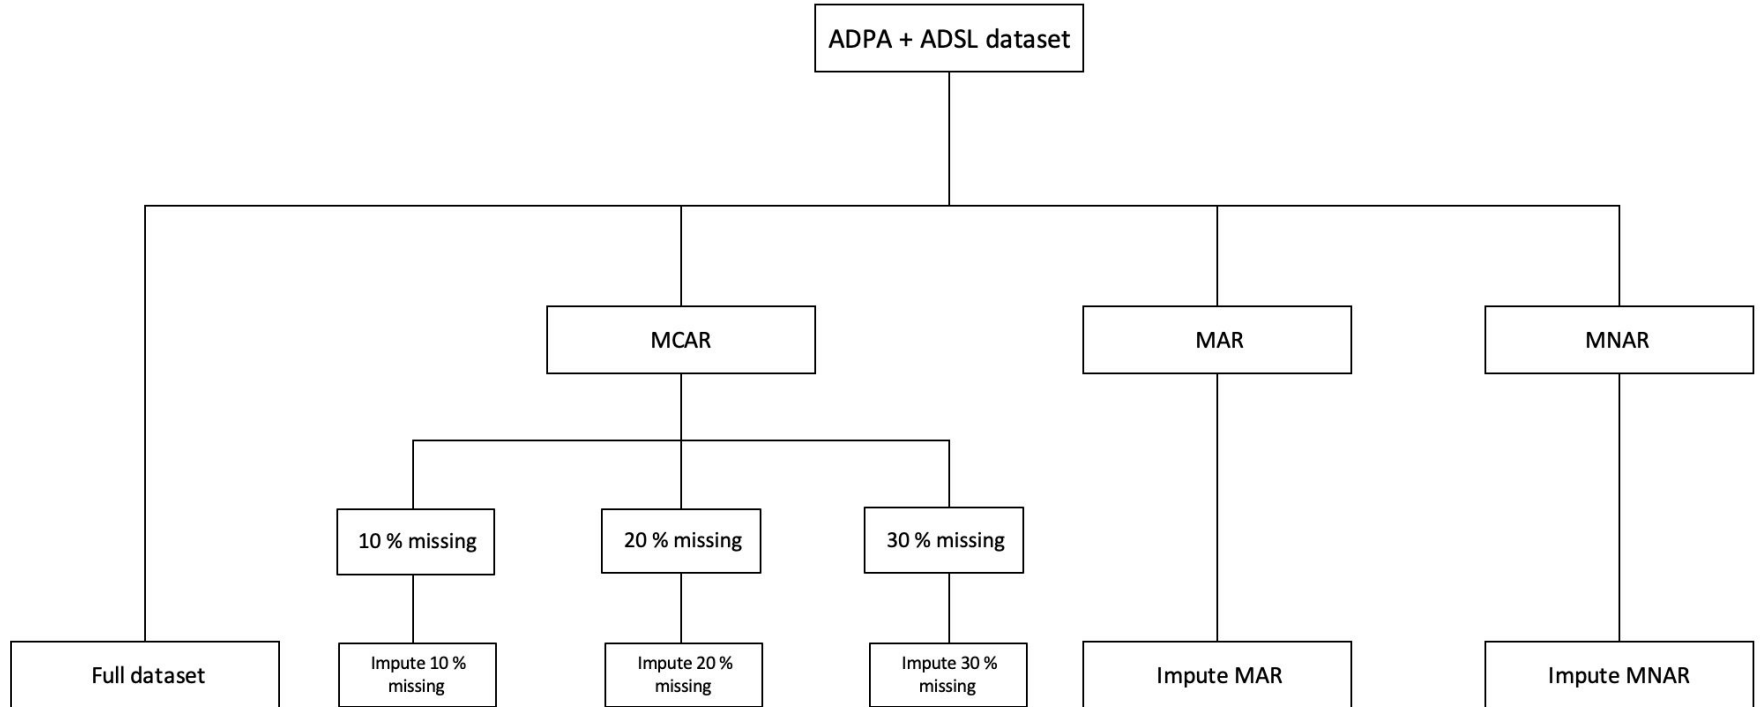 ADPA + ADSL dataset
MCAR
MAR
MNAR
10 % missing
20 % missing
30 % missing
Full dataset
Impute 10 %
missing
Impute 20 %
missing
Impute 30 %
missing
Impute MAR
Impute MNAR